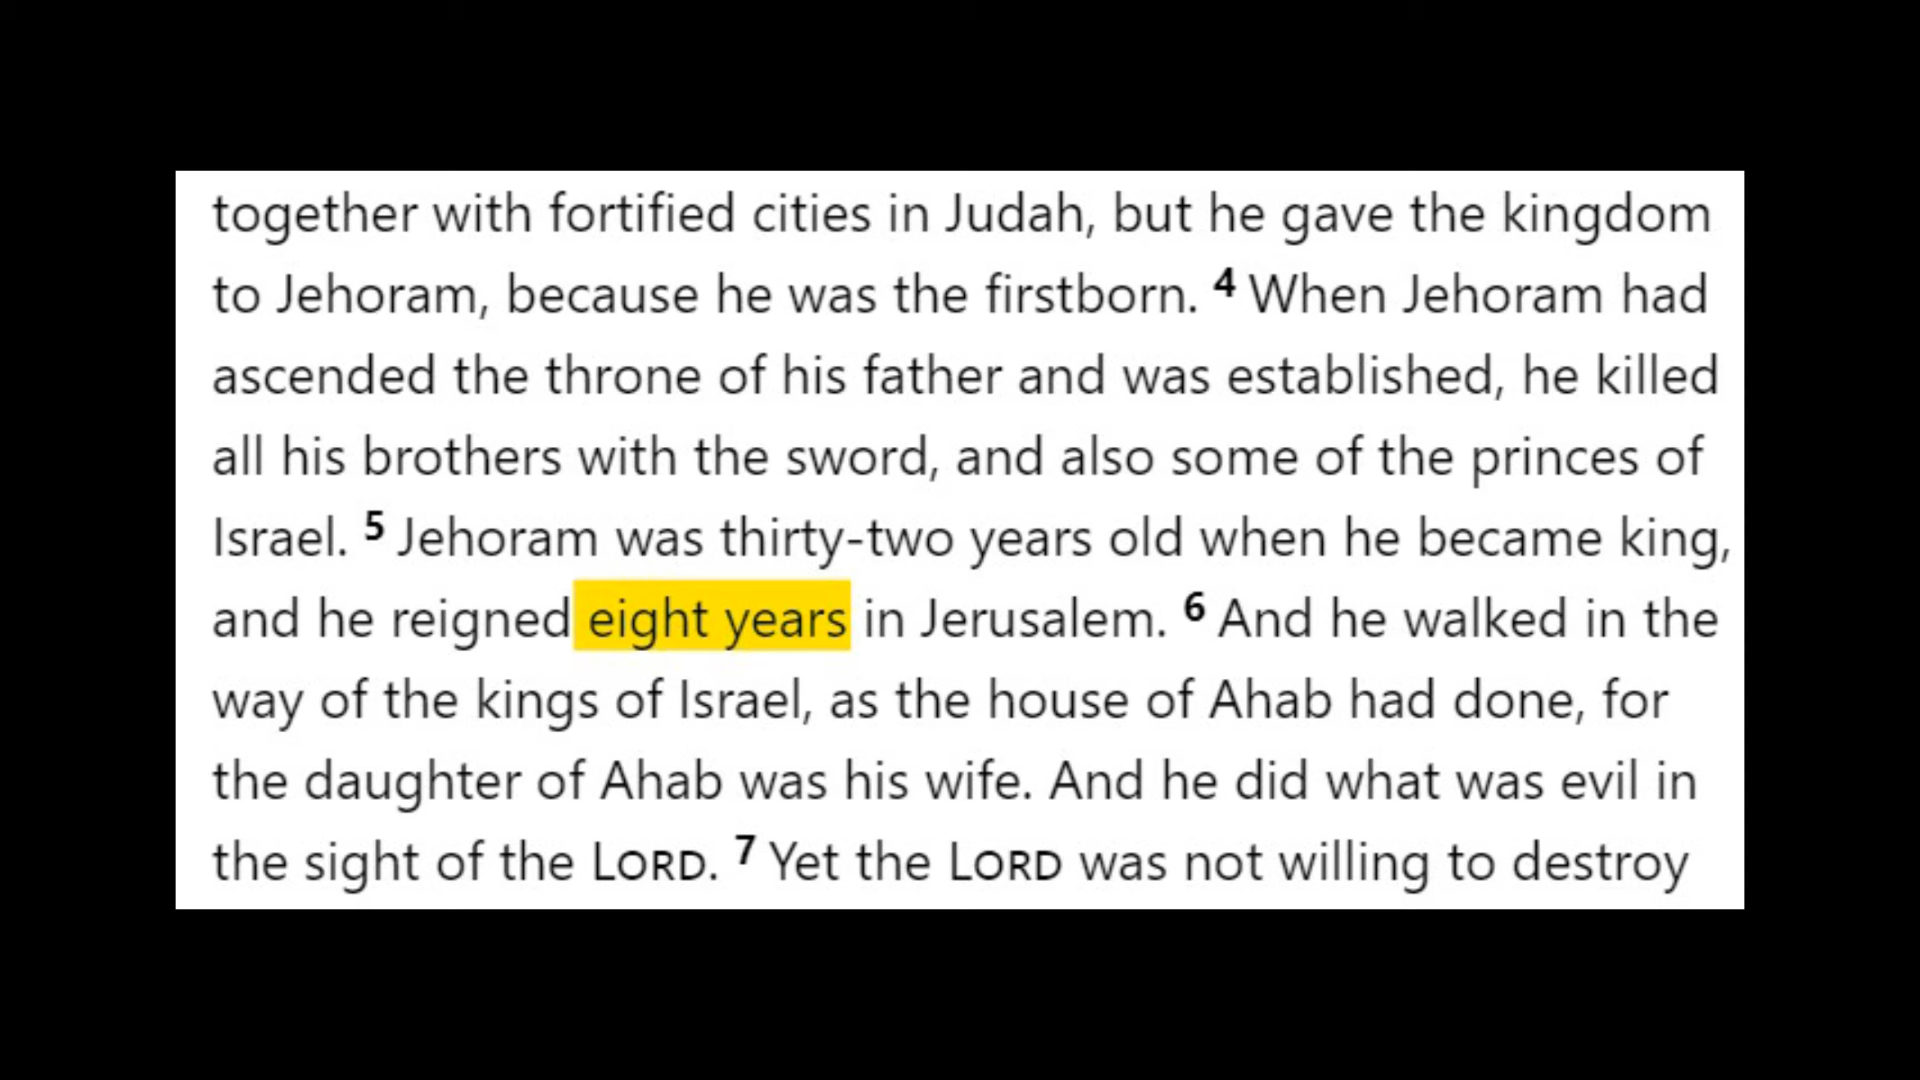 together with fortified cities in Judah, but he gave the kingdom
to Jehoram, because he was the firstborn. 4 When Jehoram had
ascended the throne of his father and was established, he killed
all his brothers with the sword, and also some of the princes of
Israel. 5 Jehoram was thirty-two years old when he became king,
and he reigned eight years in Jerusalem. 6 And he walked in the
way of the kings of Israel, as the house of Ahab had done, for
the daughter of Ahab was his wife. And he did what was evil in
the sight of the LORD. 7 Yet the LORD was not willing to destroy